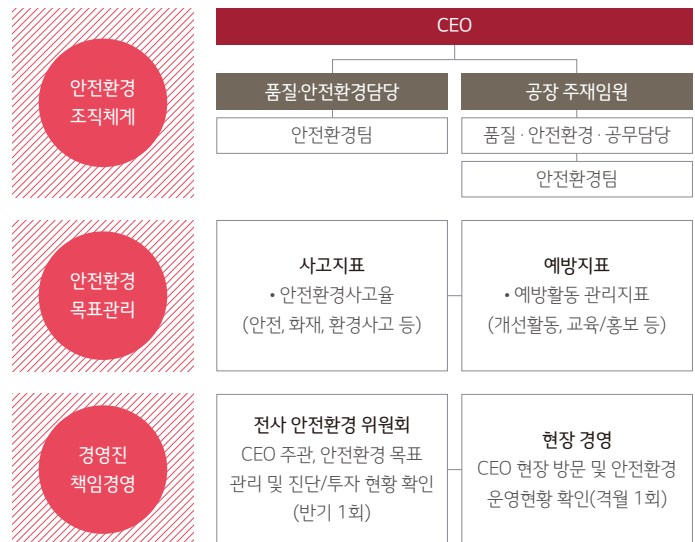 안전환경
조직체계
CEO
품질·안전환경담당
안전환경팀
공장 주재임원
품질 · 안전환경 · 공무담당
안전환경팀
안전환경
목표관리
사고지표
• 안전환경사고율
(안전, 화재, 환경사고 등)
예방지표
• 예방활동 관리지표
(개선활동, 교육/홍보 등)
경영진
책임경영
전사 안전환경 위원회
CEO 주관, 안전환경 목표
관리 및 진단/투자 현황 확인
(반기 1회)
현장 경영
CEO 현장 방문 및 안전환경
운영현황 확인(격월 1회)